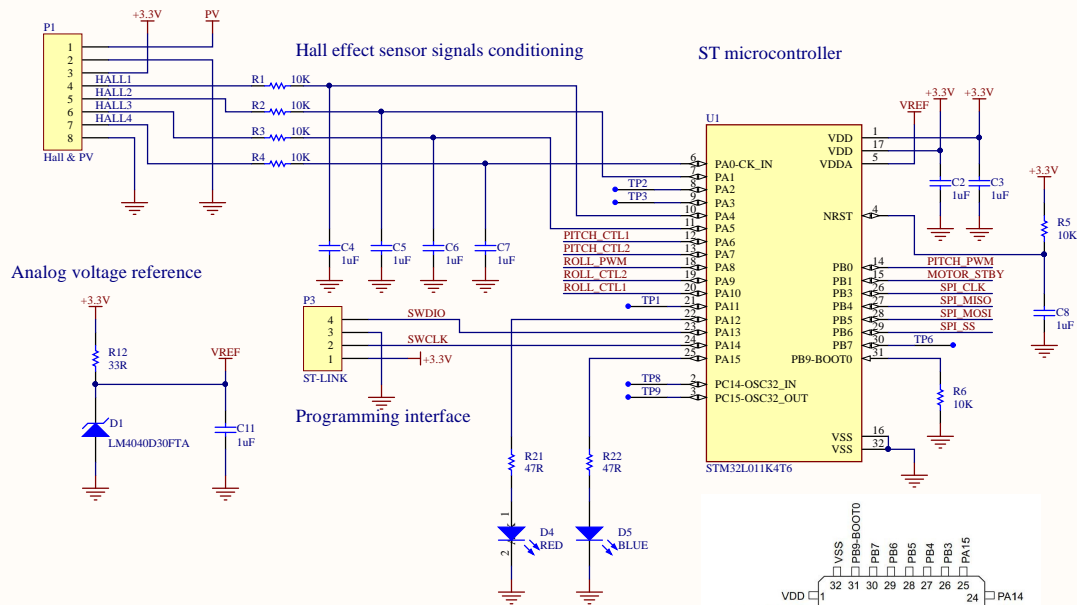 Hall effect sensor signals conditioning
ST microcontroller
P1
+3.3V
PV
1
2
3
4
5
6
7
8
HALL1
HALL2
HALL3
HALL4
Hall & PV
R1 10K
R2 10K
R3 10K
R4 10K
C4
1uF
C5
1uF
C6
1uF
C7
1uF
Analog voltage reference
+3.3V
R12
33R
VREF
D1
LM4040D30FTA
C11
1uF
P3
4
3
2
1
SWDIO
SWCLK
+3.3V
ST-LINK
Programming interface
TP2
TP3
PITCH_CTL1
PITCH_CTL2
ROLL_PWM
ROLL_CTL2
ROLL_CTL1
TP1
TP8
TP9
U1
6 PA0-CK_IN
7 PA1
8 PA2
9 PA3
10 PA4
11 PA5
12 PA6
13 PA7
18 PA8
19 PA9
20 PA10
21 PA11
22 PA12
23 PA13
24 PA14
25 PA15
2 PC14-OSC32_IN
3 PC15-OSC32_OUT
VDD 1
VDD 17
VDDA 5
NRST 4
PB0 14 PITCH_PWM
PB1 15 MOTOR_STBY
PB3 26 SPI_CLK
PB4 27 SPI_MISO
PB5 28 SPI_MOSI
PB6 29 SPI_SS
PB7 30 TP6
PB9-BOOT0 31
VSS 16
VSS 32
STM32L011K4T6
VREF
+3.3V
+3.3V
C2
1uF
C3
1uF
+3.3V
R5
10K
C8
1uF
R6
10K
R21
47R
R22
47R
1
2
D4
RED
D5
BLUE
VSS
PB9-BOOT0
PB7
PB6
PB5
PB4
PB3
PA15
32 31 30 29 28 27 26 25
VDD 1
24 PA14